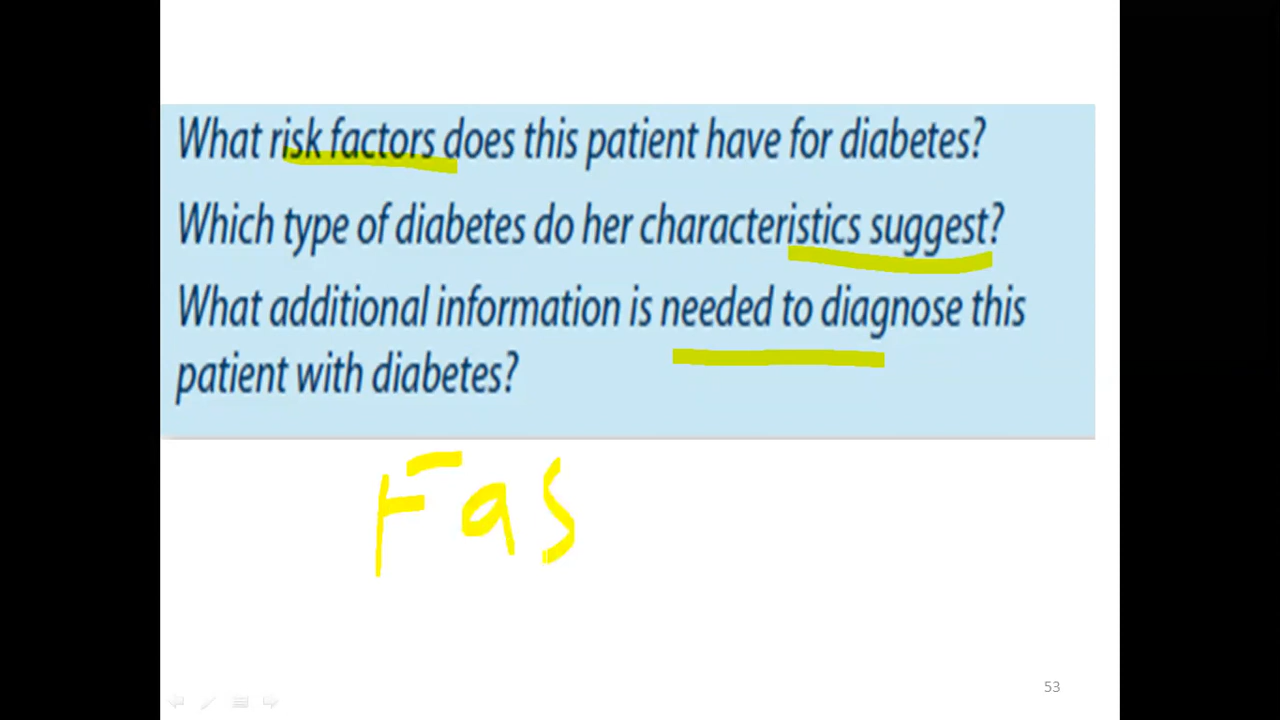 What risk factors does this patient have for diabetes?
Which type of diabetes do her characteristics suggest?
What additional information is needed to diagnose this
patient with diabetes?
Fas
53